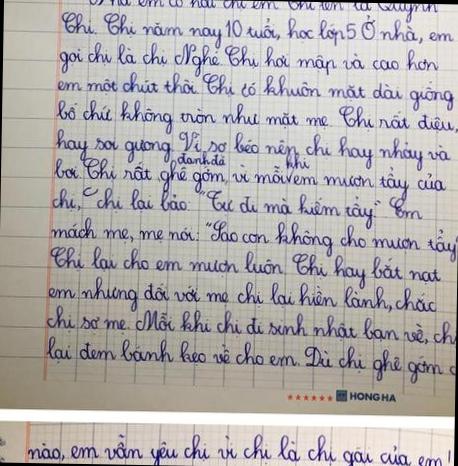 có hai chị em. Chị tên là Quỳnh
Chi. Chị năm nay 10 tuổi, học lớp 5. Ở nhà, em
gọi chị là chị Nghé. Chị hơi mập và cao hơn
em một chút thôi. Chị có khuôn mặt dài giống
bố chứ không tròn như mặt mẹ. Chị rất điệu,
hay soi gương. Vì sợ béo nên chị hay nhảy và
bơi. Chị rất ghê gớm, đanh đá vì mỗi khi em mượn tẩy của
chị, chị lại bảo: "Tự đi mà kiếm tẩy." Em
mách mẹ, mẹ nói: "Sao con không cho mượn tẩy
Chị lại cho em mượn luôn. Chị hay bắt nạt
em nhưng đối với mẹ chị lại hiền lành, chắc
chị sợ mẹ. Mỗi khi chị đi sinh nhật bạn về, ch
lại đem bánh kẹo về cho em. Dù chị ghê gớm
HONG HA
nào, em vẫn yêu chị vì chị là chị gái của em!